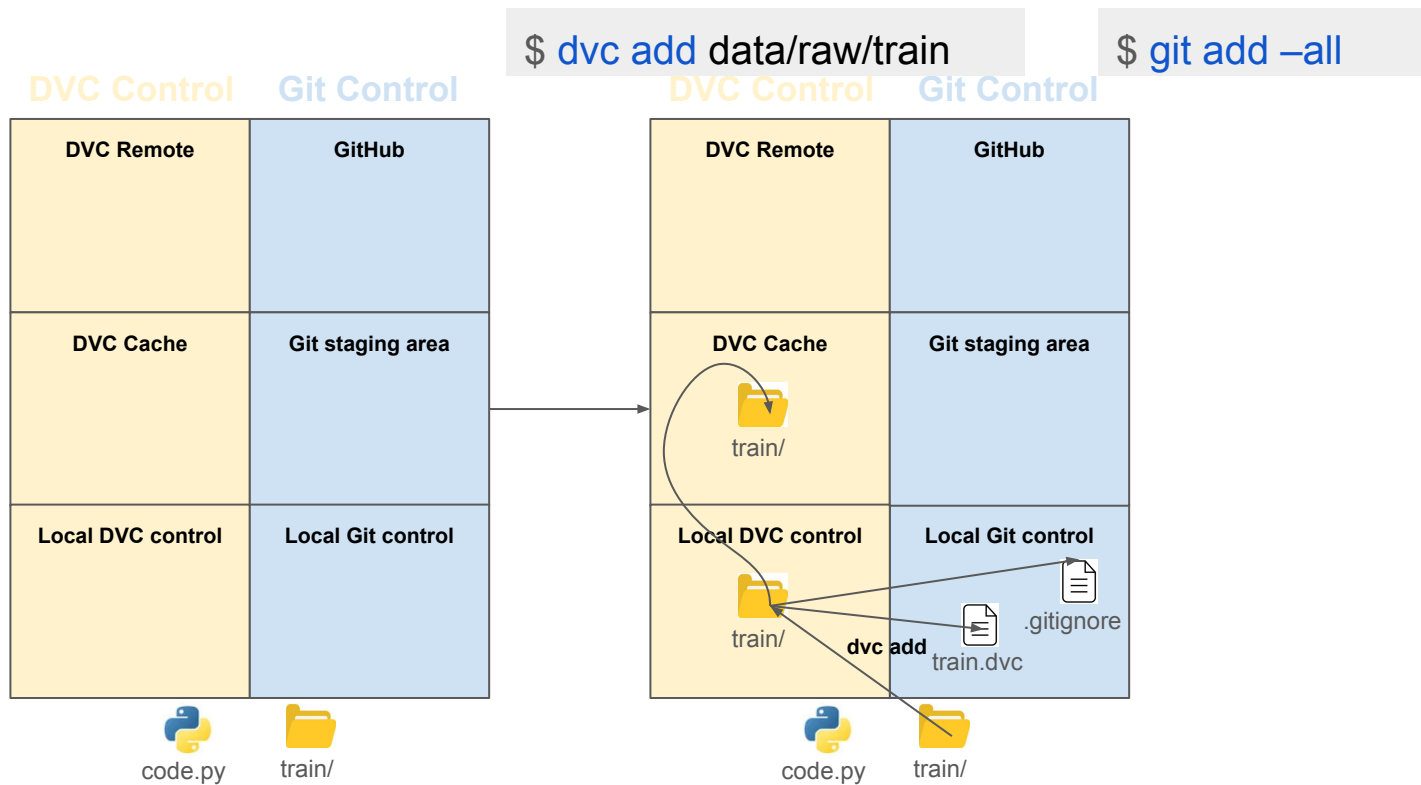 $ dvc add data/raw/train
$ git add –all
DVC Control
Git Control
DVC Control
Git Control
DVC Remote
GitHub
DVC Remote
GitHub
DVC Cache
Git staging area
DVC Cache
Git staging area
train/
Local DVC control
Local Git control
Local DVC control
Local Git control
.gitignore
train/
dvc add
train.dvc
code.py
train/
code.py
train/